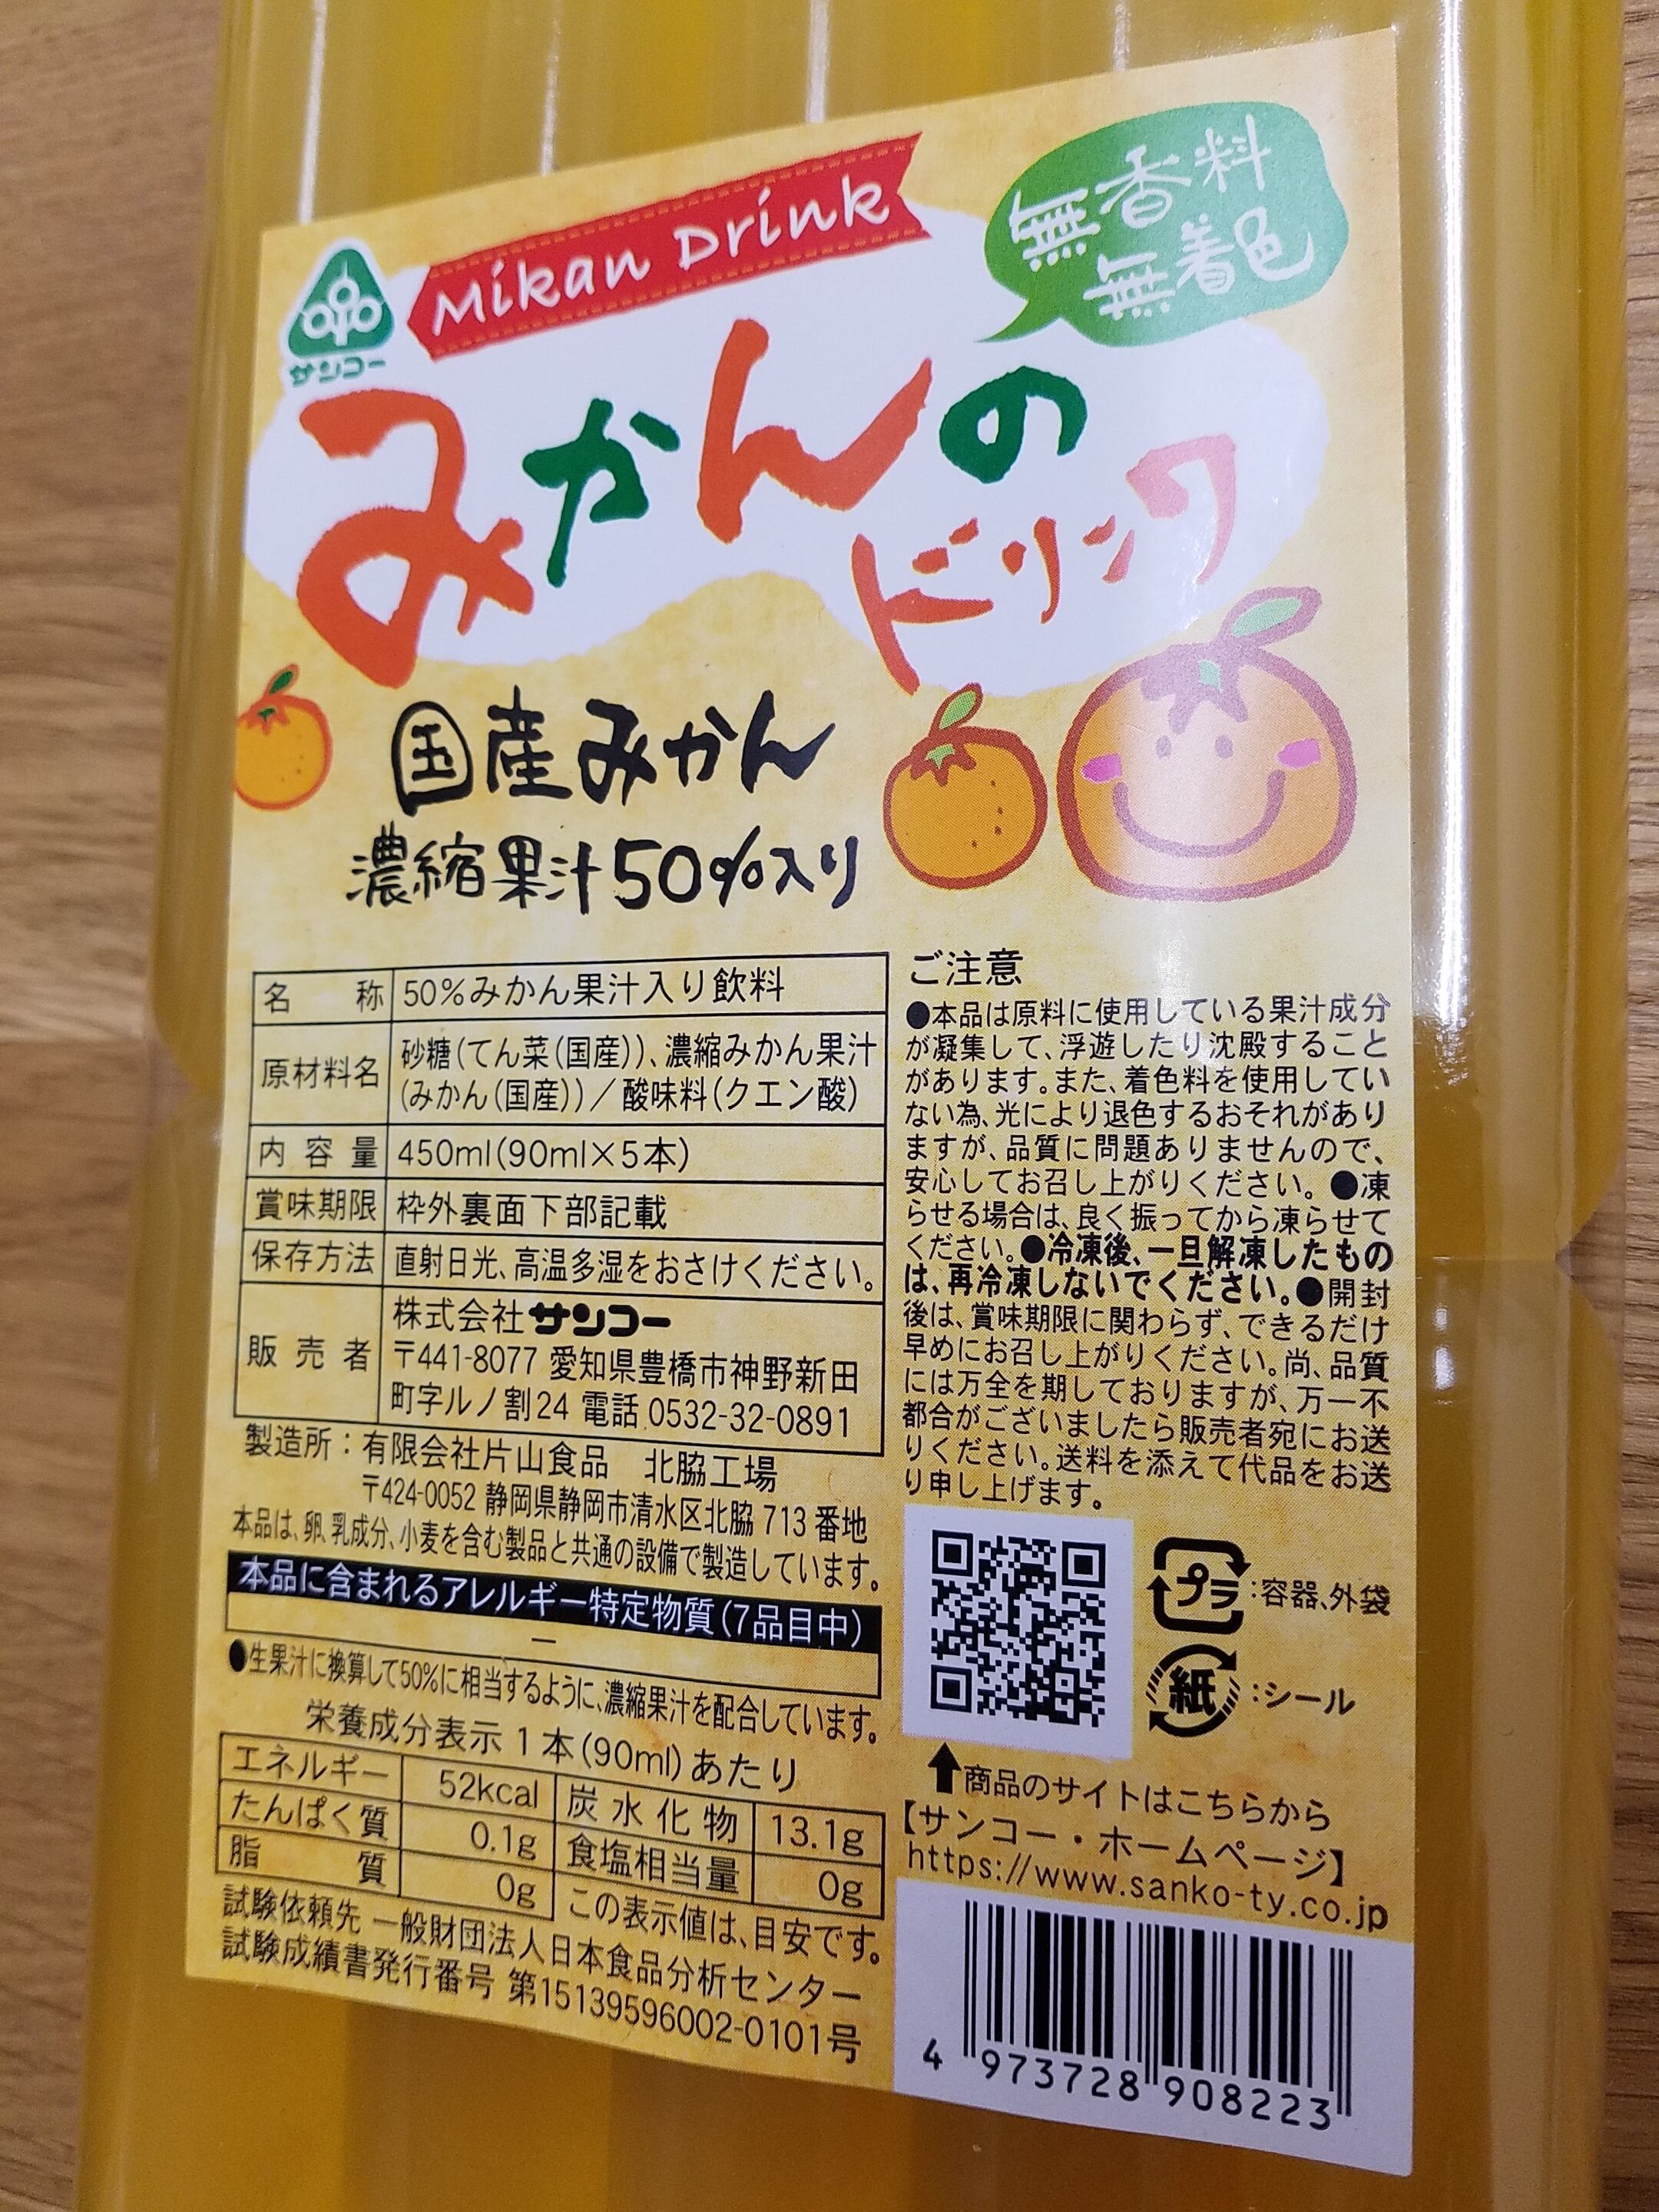 Mikan Drink
無香料
無着色
サンコー
みかんの
ドリンク
国産みかん
濃縮果汁50%入り
名称 50%みかん果汁入り飲料
原材料名 砂糖(てん菜(国産))、濃縮みかん果汁
(みかん(国産))/酸味料(クエン酸)
内容量 450ml(90ml×5本)
賞味期限 枠外裏面下部記載
保存方法 直射日光、高温多湿をおさけください。
販売者 株式会社サンコー
〒441-8077 愛知県豊橋市神野新田
町字ルノ割24 電話 0532-32-0891
製造所:有限会社片山食品 北脇工場
〒424-0052 静岡県静岡市清水区北脇 713 番地
本品は、卵、乳成分、小麦を含む製品と共通の設備で製造しています。
本品に含まれるアレルギー特定物質(7品目中)
ー
●生果汁に換算して50%に相当するように、濃縮果汁を配合しています。
栄養成分表示 1本(90ml)あたり
エネルギー 52kcal 炭水化物 13.1g
たんぱく質 0.1g 食塩相当量 0g
脂質 0g この表示値は、目安です。
試験依頼先 一般財団法人日本食品分析センター
試験成績書発行番号 第15139596002-0101号
ご注意
●本品は原料に使用している果汁成分
が凝集して、浮遊したり沈殿すること
があります。また、着色料を使用してい
ない為、光により退色するおそれがあり
ますが、品質に問題ありませんので、
安心してお召し上がりください。●凍
らせる場合は、良く振ってから凍らせて
ください。●冷凍後、一旦解凍したもの
は、再冷凍しないでください。●開封
後は、賞味期限に関わらず、できるだけ
早めにお召し上がりください。尚、品質
には万全を期しておりますが、万一不
都合がございましたら販売者宛にお送
りください。送料を添えて代品をお送
り申し上げます。
プラ:容器、外袋
紙:シール
⬆商品のサイトはこちらから
【サンコー・ホームページ】
https://www.sanko-ty.co.jp
4 973728 908223